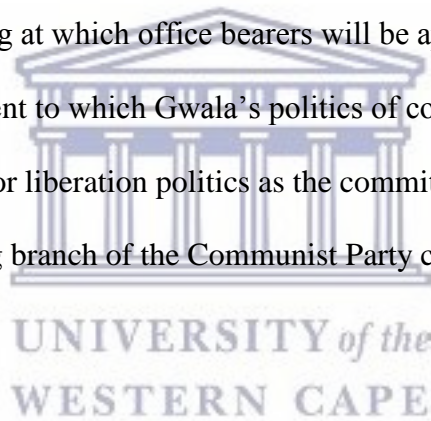 g at which office bearers will be a
ent to which Gwala’s politics of co
or liberation politics as the commit
g branch of the Communist Party c
UNIVERSITY of the
WESTERN CAPE